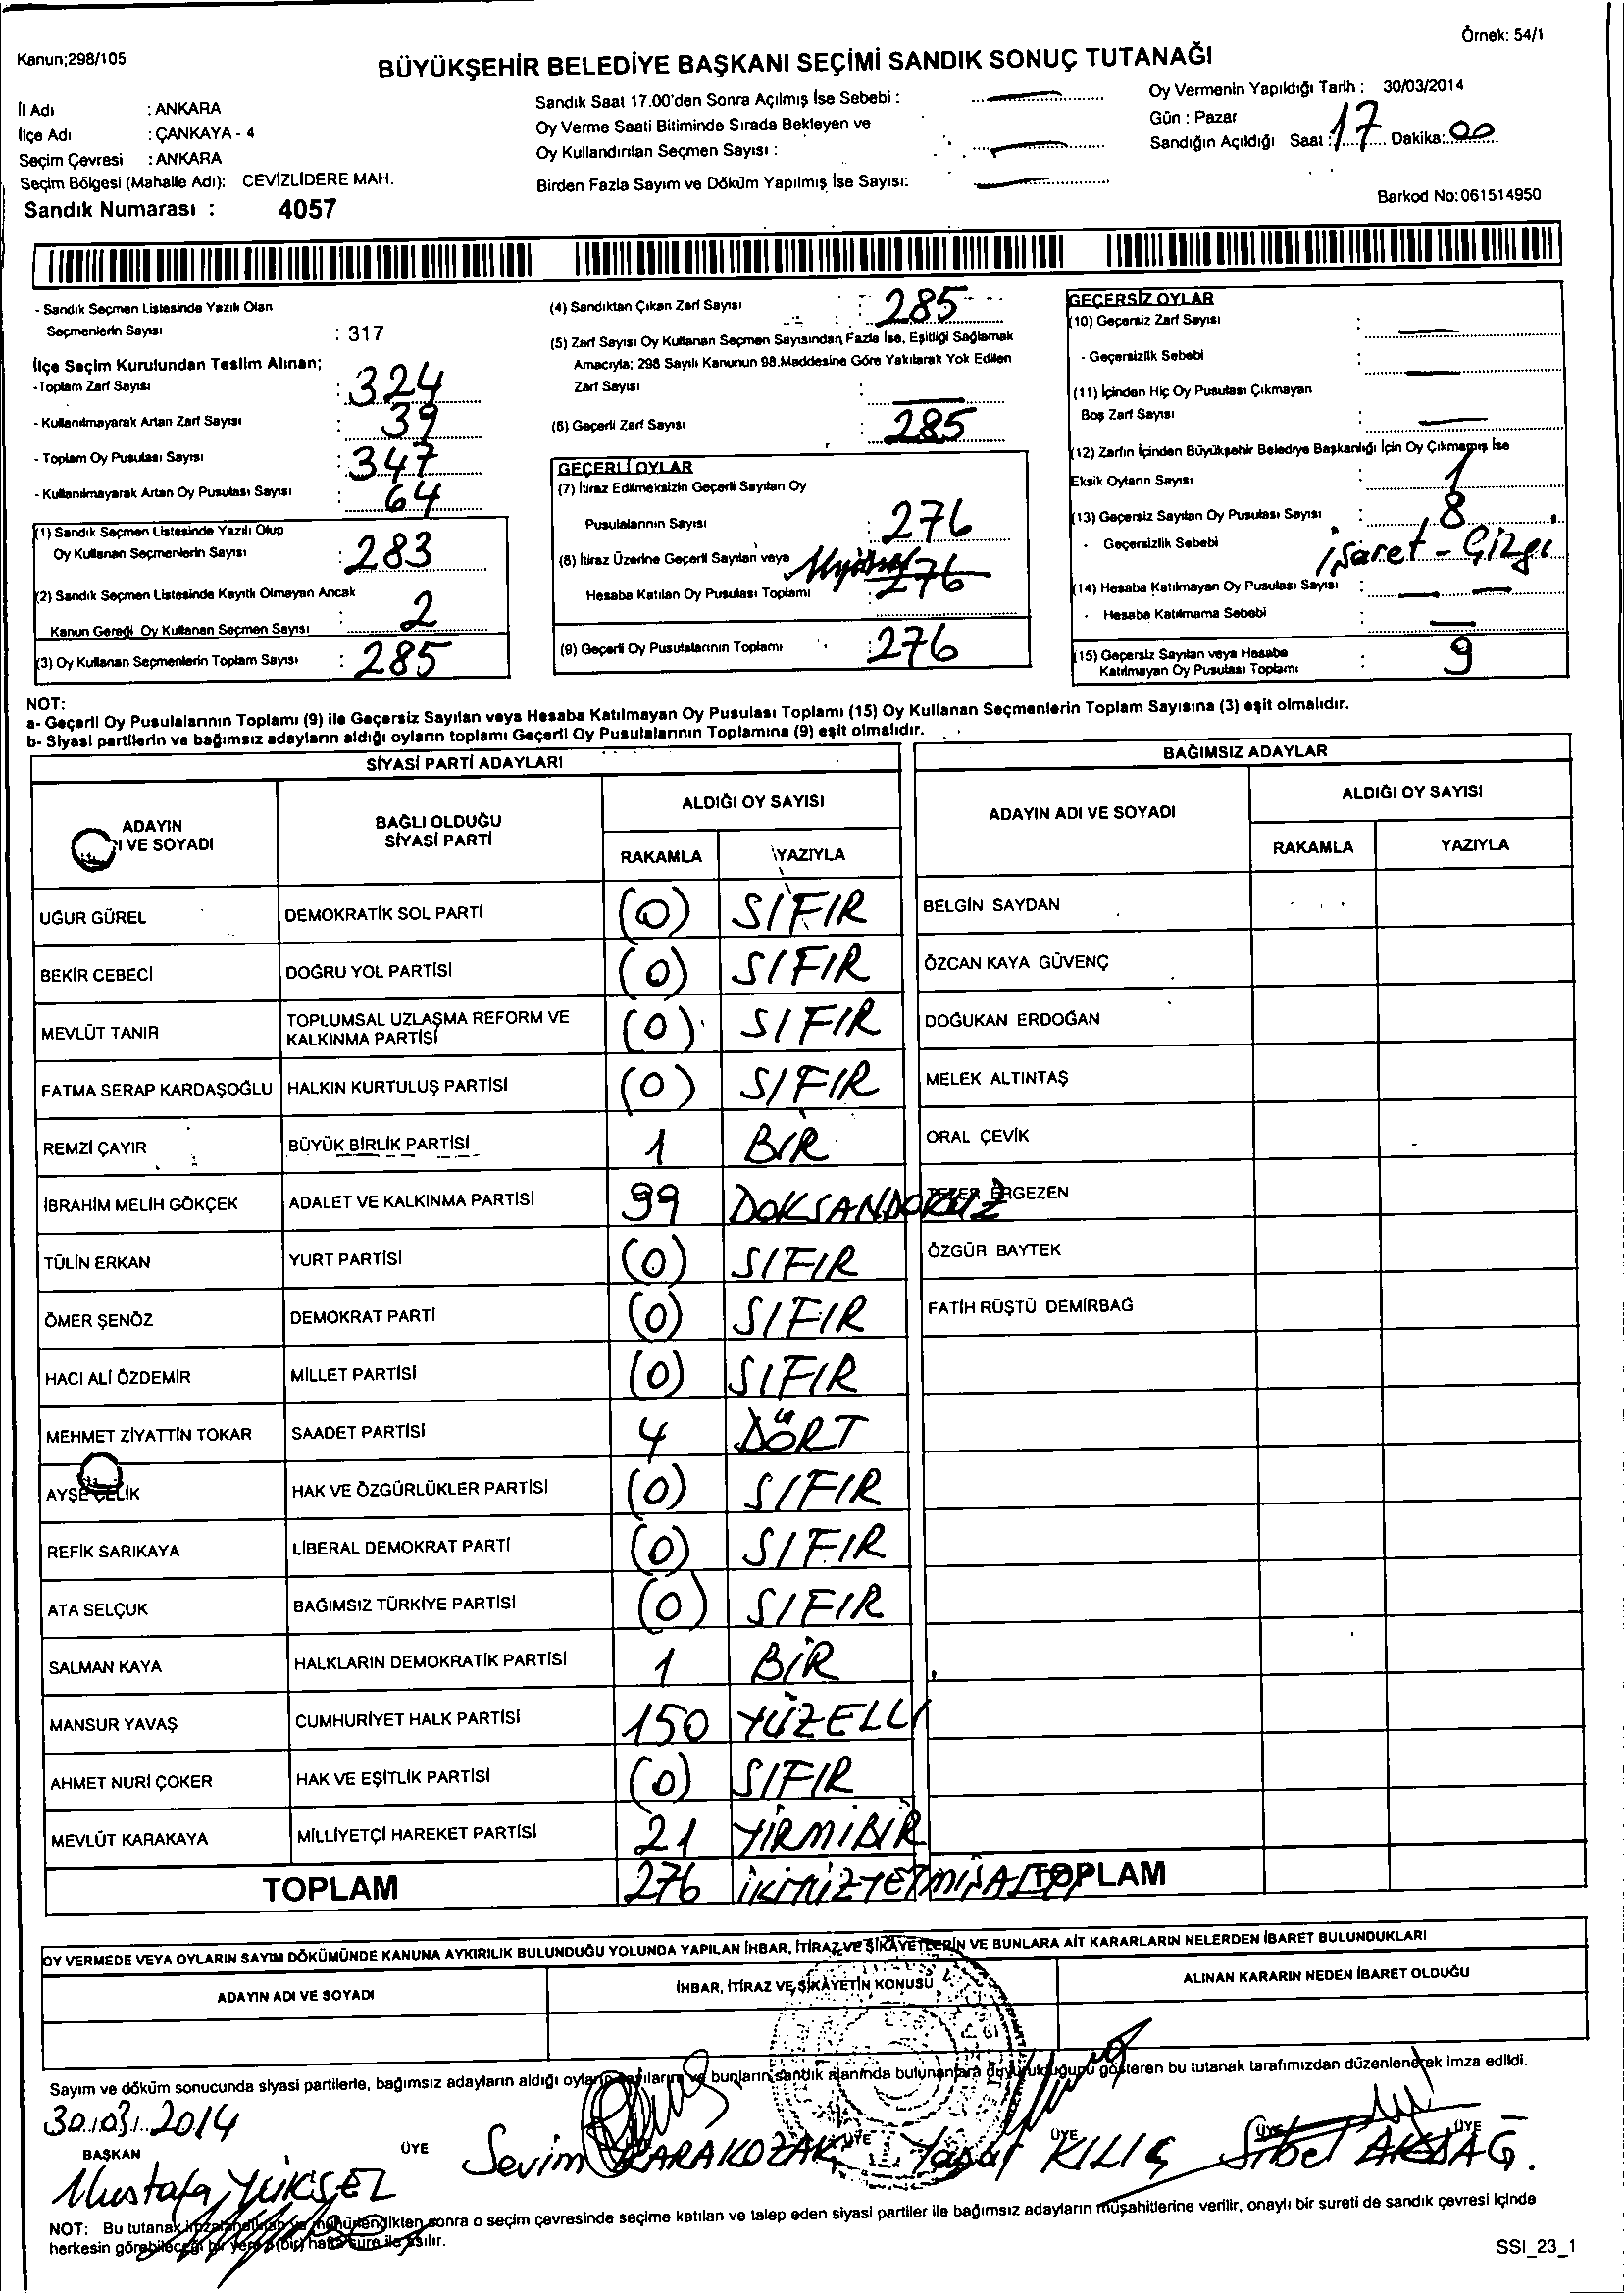 Örnek: 54/1
Kanun;298/105
BÜYÜKŞEHİR BELEDİYE BAŞKANI SEÇİMİ SANDIK SONUÇ TUTANAĞI
İl Adı : ANKARA
İlçe Adı : ÇANKAYA - 4
Seçim Çevresi : ANKARA
Seçim Bölgesi (Mahalle Adı): CEVİZLİDERE MAH.
Sandık Numarası : 4057
Sandık Saat 17.00'den Sonra Açılmış İse Sebebi :
Oy Verme Saati Bitiminde Sırada Bekleyen ve
Oy Kullandırılan Seçmen Sayısı :
Birden Fazla Sayım ve Döküm Yapılmış İse Sayısı:
Oy Vermenin Yapıldığı Tarih : 30/03/2014
Gün : Pazar
Sandığın Açıldığı Saat : 17 Dakika: 00
Barkod No:061514950
- Sandık Seçmen Listesinde Yazılı Olan
Seçmenlerin Sayısı : 317
İlçe Seçim Kurulundan Teslim Alınan;
-Toplam Zarf Sayısı : 324
- Kullanılmayarak Artan Zarf Sayısı : 39
- Toplam Oy Pusulası Sayısı : 347
- Kullanılmayarak Artan Oy Pusulası Sayısı : 64
(1) Sandık Seçmen Listesinde Yazılı Olup
Oy Kullanan Seçmenlerin Sayısı : 283
(2) Sandık Seçmen Listesinde Kayıtlı Olmayan Ancak
Kanun Gereği Oy Kullanan Seçmen Sayısı : 2
(3) Oy Kullanan Seçmenlerin Toplam Sayısı : 285
(4) Sandıktan Çıkan Zarf Sayısı : 285
(5) Zarf Sayısı Oy Kullanan Seçmen Sayısından Fazla İse, Eşitliği Sağlamak
Amacıyla; 298 Sayılı Kanunun 98.Maddesine Göre Yakılarak Yok Edilen
Zarf Sayısı :
(6) Geçerli Zarf Sayısı : 285
GEÇERLİ OYLAR
(7) İtiraz Edilmeksizin Geçerli Sayılan Oy
Pusulalarının Sayısı : 276
(8) İtiraz Üzerine Geçerli Sayılan veya
Hesaba Katılan Oy Pusulası Toplamı : 276
(9) Geçerli Oy Pusulalarının Toplamı : 276
GEÇERSİZ OYLAR
(10) Geçersiz Zarf Sayısı :
- Geçersizlik Sebebi :
(11) İçinden Hiç Oy Pusulası Çıkmayan
Boş Zarf Sayısı :
(12) Zarfın İçinden Büyükşehir Belediye Başkanlığı İçin Oy Çıkmamış İse
Eksik Oyların Sayısı : 1
(13) Geçersiz Sayılan Oy Pusulası Sayısı : 8
- Geçersizlik Sebebi işaret - Çizgi
(14) Hesaba Katılmayan Oy Pusulası Sayısı :
- Hesaba Katılmama Sebebi :
(15) Geçersiz Sayılan veya Hesaba
Katılmayan Oy Pusulası Toplamı : 9
NOT:
a- Geçerli Oy Pusulalarının Toplamı (9) ile Geçersiz Sayılan veya Hesaba Katılmayan Oy Pusulası Toplamı (15) Oy Kullanan Seçmenlerin Toplam Sayısına (3) eşit olmalıdır.
b- Siyasi partilerin ve bağımsız adayların aldığı oyların toplamı Geçerli Oy Pusulalarının Toplamına (9) eşit olmalıdır.
SİYASİ PARTİ ADAYLARI
BAĞIMSIZ ADAYLAR
ADAYIN
VE SOYADI
BAĞLI OLDUĞU
SİYASİ PARTİ
ALDIĞI OY SAYISI
RAKAMLA YAZIYLA
ADAYIN ADI VE SOYADI
ALDIĞI OY SAYISI
RAKAMLA YAZIYLA
UĞUR GÜREL DEMOKRATİK SOL PARTİ (0) SIFIR BELGİN SAYDAN
BEKİR CEBECİ DOĞRU YOL PARTİSİ (0) SIFIR ÖZCAN KAYA GÜVENÇ
MEVLÜT TANIR TOPLUMSAL UZLAŞMA REFORM VE
KALKINMA PARTİSİ (0) SIFIR DOĞUKAN ERDOĞAN
FATMA SERAP KARDAŞOĞLU HALKIN KURTULUŞ PARTİSİ (0) SIFIR MELEK ALTINTAŞ
REMZİ ÇAYIR BÜYÜK BİRLİK PARTİSİ 1 BİR ORAL ÇEVİK
İBRAHİM MELİH GÖKÇEK ADALET VE KALKINMA PARTİSİ 99 DOKSANDOKUZ ERGEZEN
TÜLİN ERKAN YURT PARTİSİ (0) SIFIR ÖZGÜR BAYTEK
ÖMER ŞENÖZ DEMOKRAT PARTİ (0) SIFIR FATİH RÜŞTÜ DEMİRBAĞ
HACI ALİ ÖZDEMİR MİLLET PARTİSİ (0) SIFIR
MEHMET ZİYATTİN TOKAR SAADET PARTİSİ 4 DÖRT
AYŞE ÇELİK HAK VE ÖZGÜRLÜKLER PARTİSİ (0) SIFIR
REFİK SARIKAYA LİBERAL DEMOKRAT PARTİ (0) SIFIR
ATA SELÇUK BAĞIMSIZ TÜRKİYE PARTİSİ (0) SIFIR
SALMAN KAYA HALKLARIN DEMOKRATİK PARTİSİ 1 BİR
MANSUR YAVAŞ CUMHURİYET HALK PARTİSİ 150 YÜZELLİ
AHMET NURİ ÇOKER HAK VE EŞİTLİK PARTİSİ (0) SIFIR
MEVLÜT KARAKAYA MİLLİYETÇİ HAREKET PARTİSİ 21 YİRMİBİR
TOPLAM 276 İKİYÜZYETMİŞALTI TOPLAM
OY VERMEDE VEYA OYLARIN SAYIM DÖKÜMÜNDE KANUNA AYKIRILIK BULUNDUĞU YOLUNDA YAPILAN İHBAR, İTİRAZ VE ŞİKAYETLERİN VE BUNLARA AİT KARARLARIN NELERDEN İBARET BULUNDUKLARI
ADAYIN ADI VE SOYADI İHBAR, İTİRAZ VE ŞİKAYETİN KONUSU ALINAN KARARIN NEDEN İBARET OLDUĞU
Sayım ve döküm sonucunda siyasi partilerle, bağımsız adayların aldığı oyların sayılarını ve bunların sandık alanında bulunanlara duyurulduğunu gösteren bu tutanak tarafımızdan düzenlenerek imza edildi.
30.03.2014
BAŞKAN ÜYE ÜYE ÜYE ÜYE ÜYE
Mustafa YÜKSEL Sevim KARAKOZAK Yaşar KILIÇ Sibel AKDAĞ.
NOT: Bu tutanak imzalandıktan ve mühürlendikten sonra o seçim çevresinde seçime katılan ve talep eden siyasi partiler ile bağımsız adayların müşahitlerine verilir, onaylı bir sureti de sandık çevresi içinde
herkesin görebileceği bir yere (bir) hafta süre ile asılır.
SSI_23_1